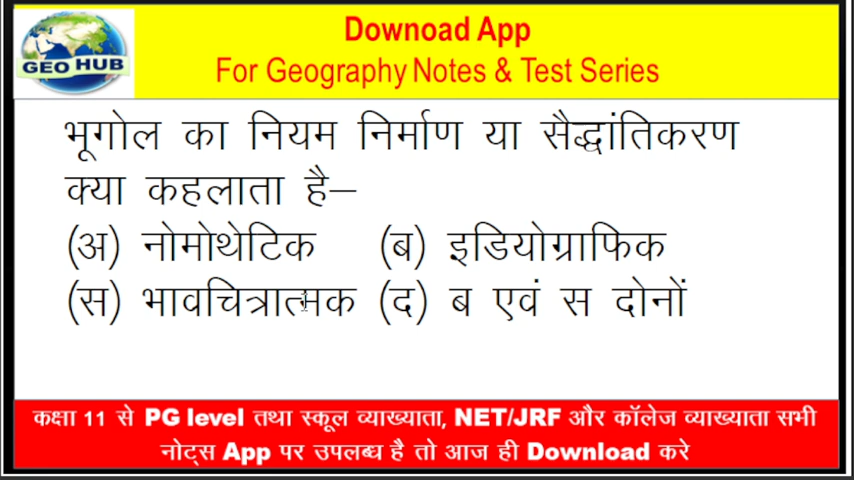 Downoad App
GEO HUB
For Geography Notes & Test Series
भूगोल का नियम निर्माण या सैद्धांतिकरण
क्या कहलाता है–
(अ) नोमोथेटिक (ब) इडियोग्राफिक
(स) भावचित्रात्मक (द) ब एवं स दोनों
कक्षा 11 से PG level तथा स्कूल व्याख्याता, NET/JRF और कॉलेज व्याख्याता सभी
नोट्स App पर उपलब्ध है तो आज ही Download करे